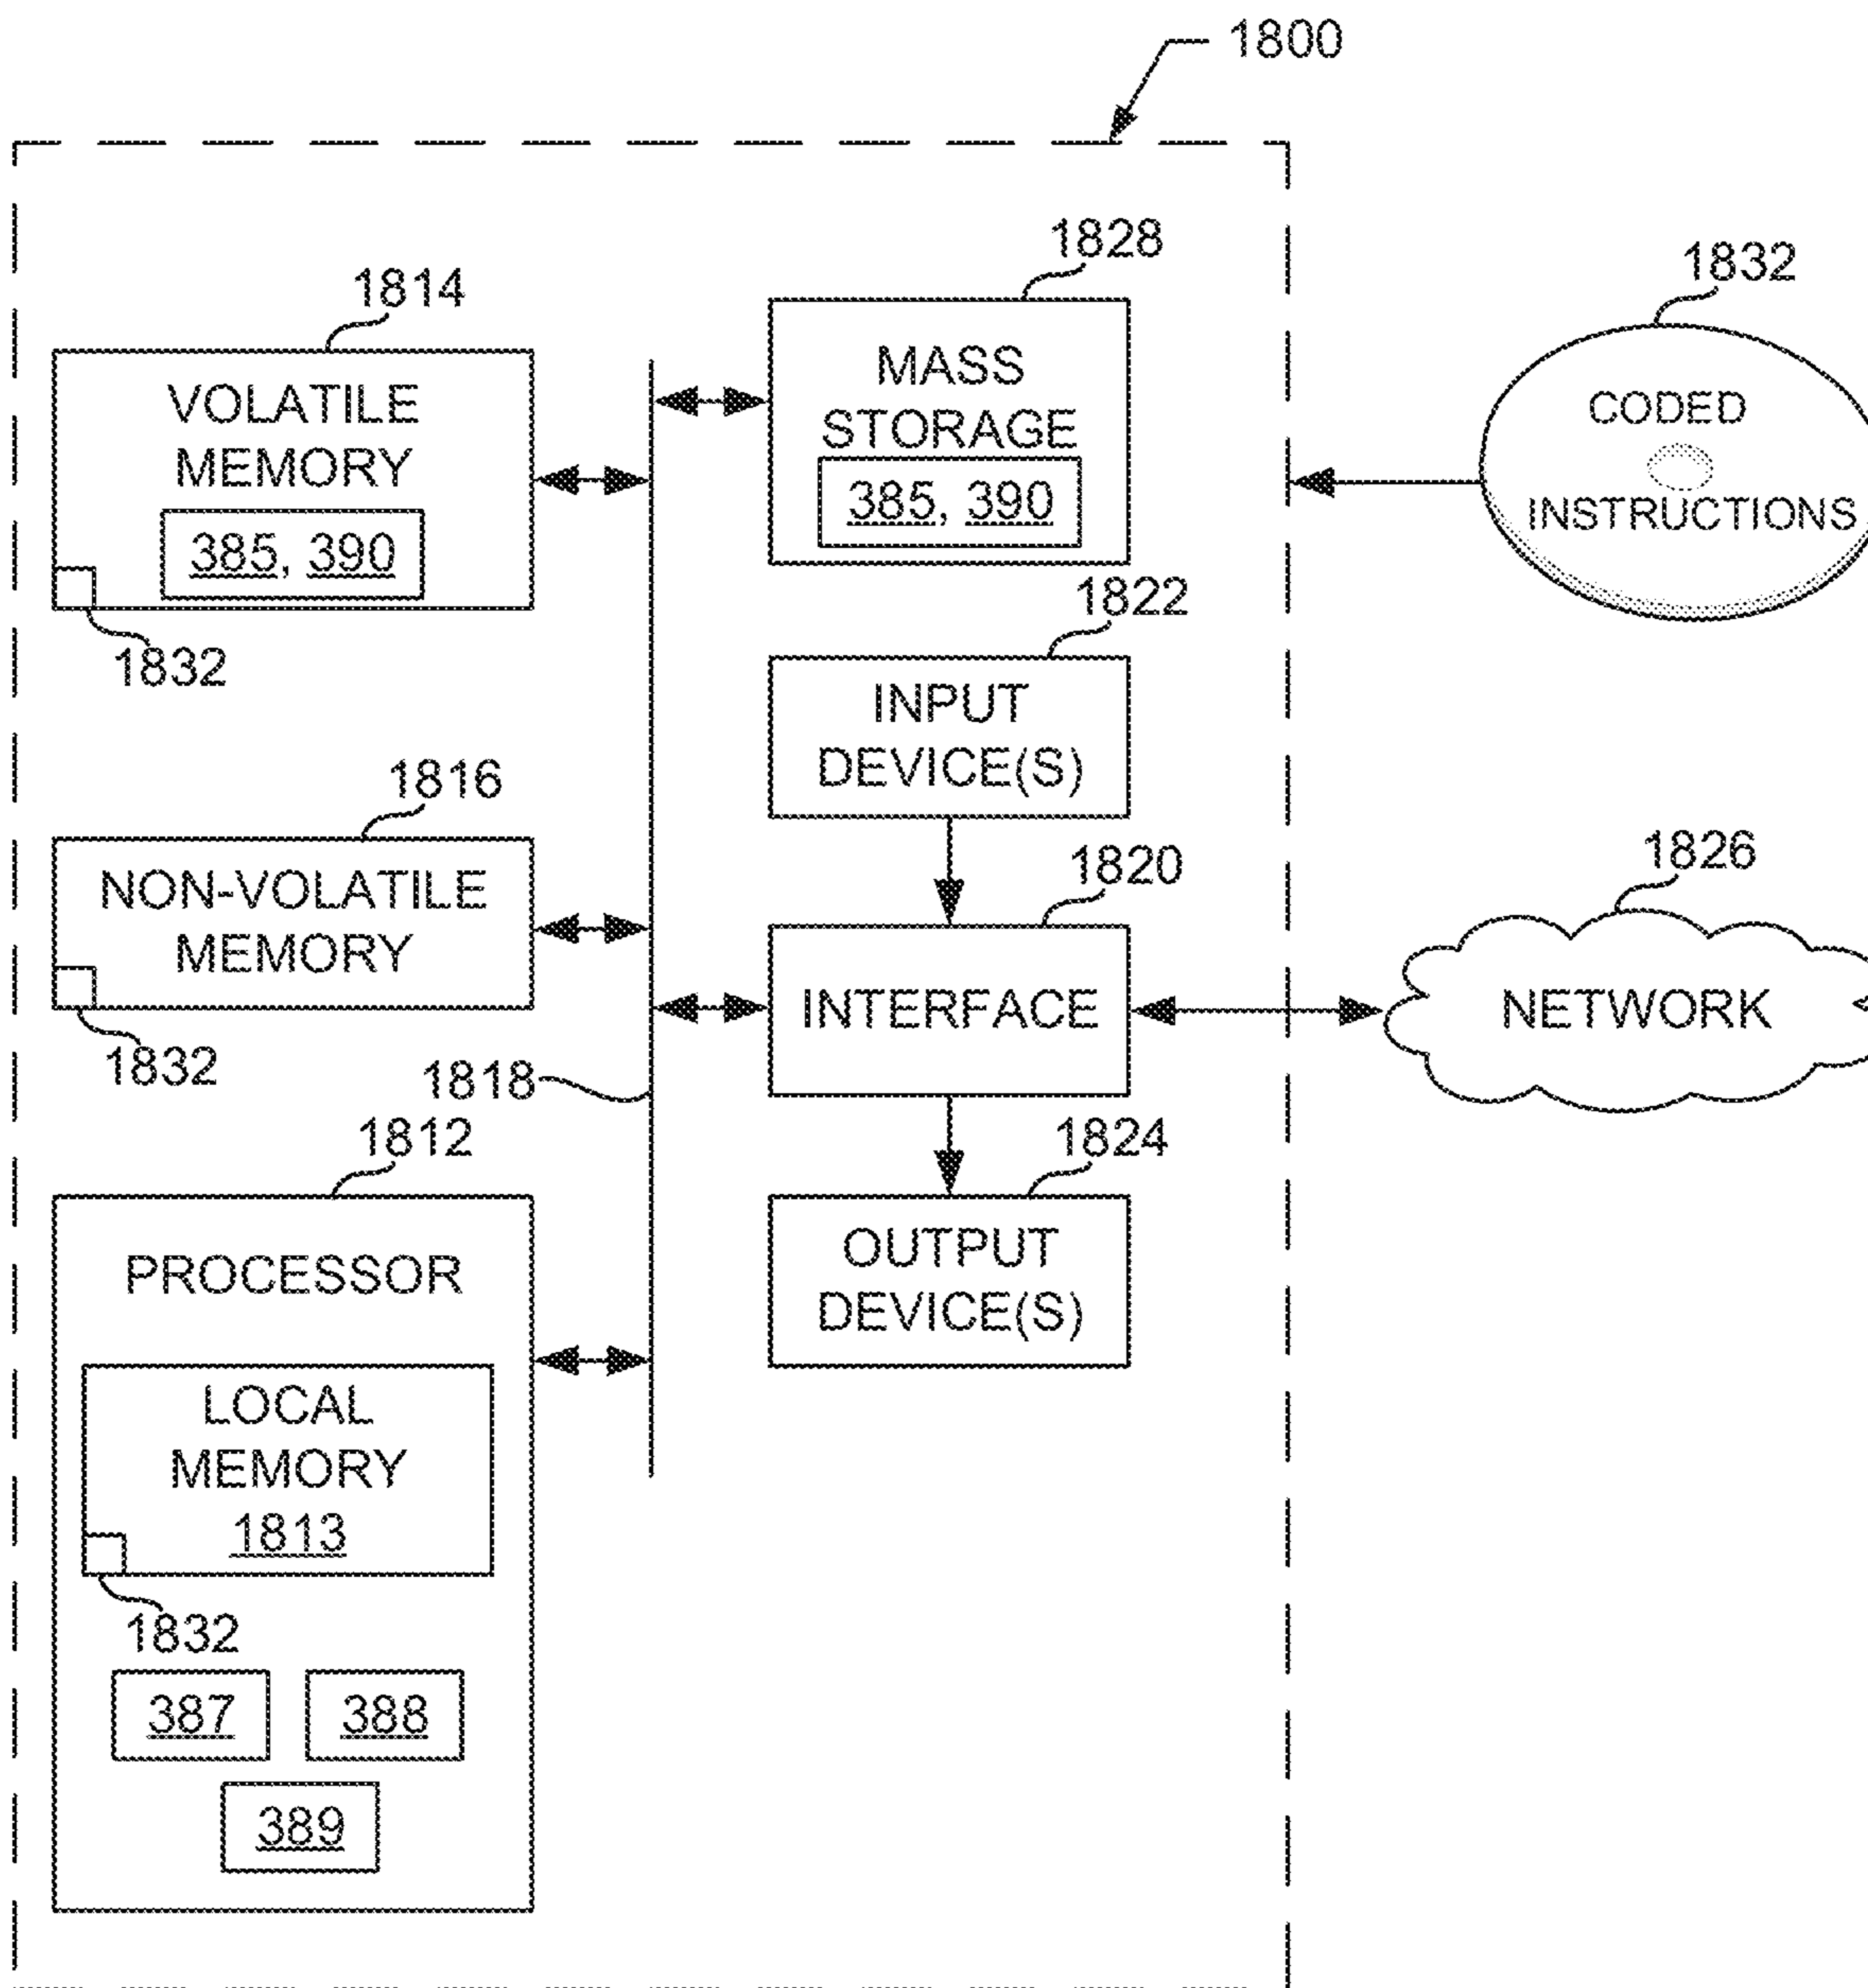 1800
1828
1814
1832
VOLATILE
MEMORY
385, 390
1832
MASS
STORAGE
385, 390
CODED
INSTRUCTIONS
1822
INPUT
DEVICE(S)
1816
NON-VOLATILE
MEMORY
1832
1820
INTERFACE
1826
NETWORK
1818
1812
1824
OUTPUT
DEVICE(S)
PROCESSOR
LOCAL
MEMORY
1813
1832
387
388
389